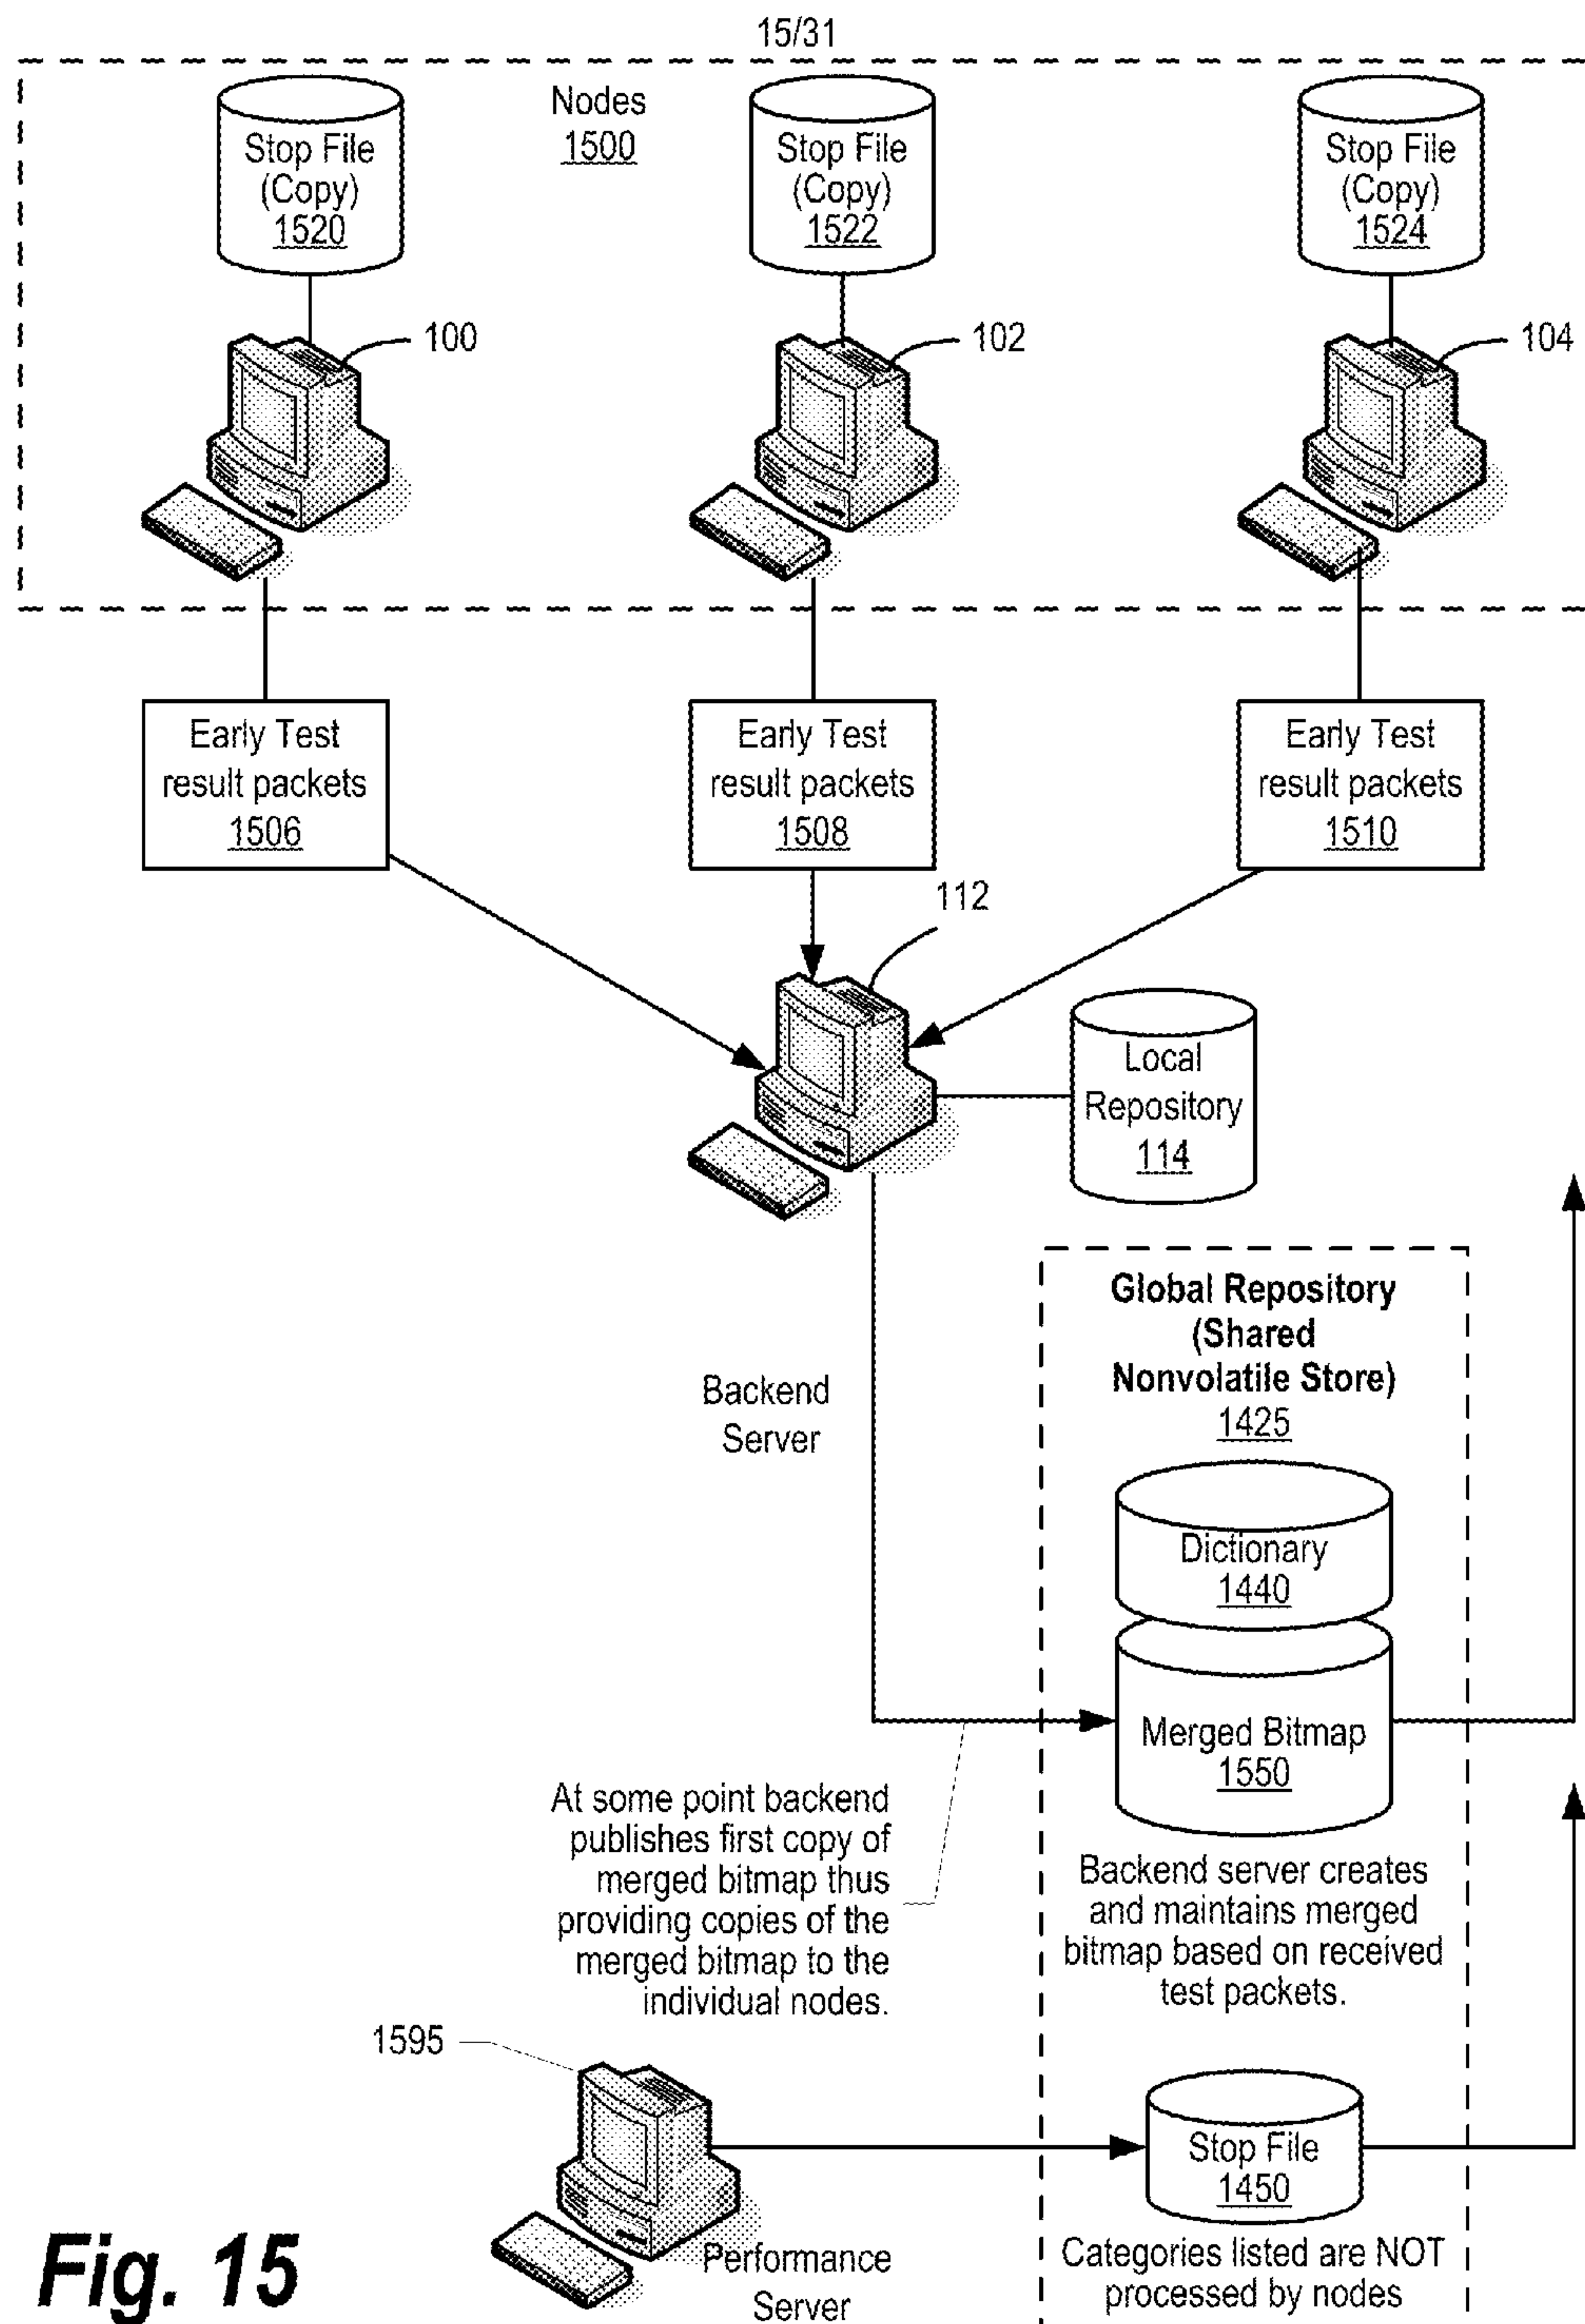 15/31
Nodes
1500
Stop File
(Copy)
1520
Stop File
(Copy)
1522
Stop File
(Copy)
1524
100
102
104
Early Test
result packets
1506
Early Test
result packets
1508
Early Test
result packets
1510
112
Local
Repository
114
Backend
Server
Global Repository
(Shared
Nonvolatile Store)
1425
Dictionary
1440
Merged Bitmap
1550
At some point backend
publishes first copy of
merged bitmap thus
providing copies of the
merged bitmap to the
individual nodes.
Backend server creates
and maintains merged
bitmap based on received
test packets.
1595
Stop File
1450
Performance
Server
Categories listed are NOT
processed by nodes
Fig. 15